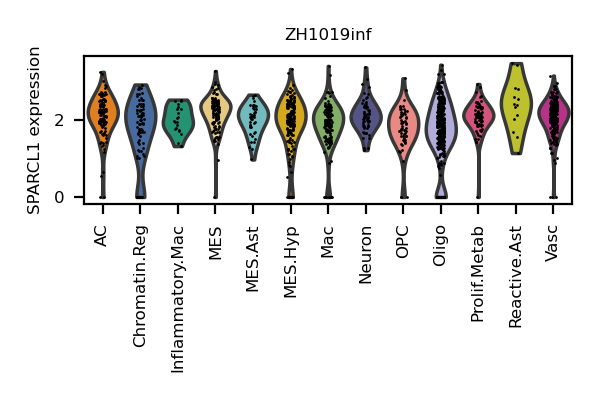 ZH1019inf
SPARCL1 expression
2
0
AC
Chromatin.Reg
Inflammatory.Mac
MES
MES.Ast
MES.Hyp
Mac
Neuron
OPC
Oligo
Prolif.Metab
Reactive.Ast
Vasc